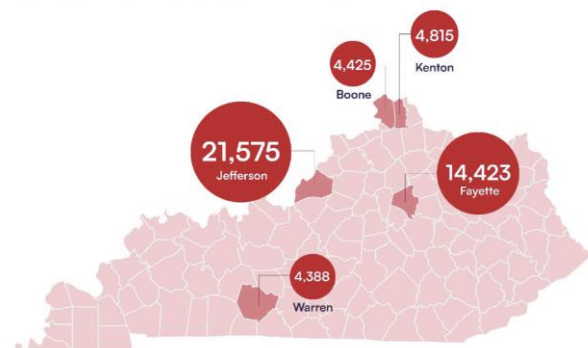 4,815
Kenton
4,425
Boone
21,575
Jefferson
14,423
Fayette
4,388
Warren